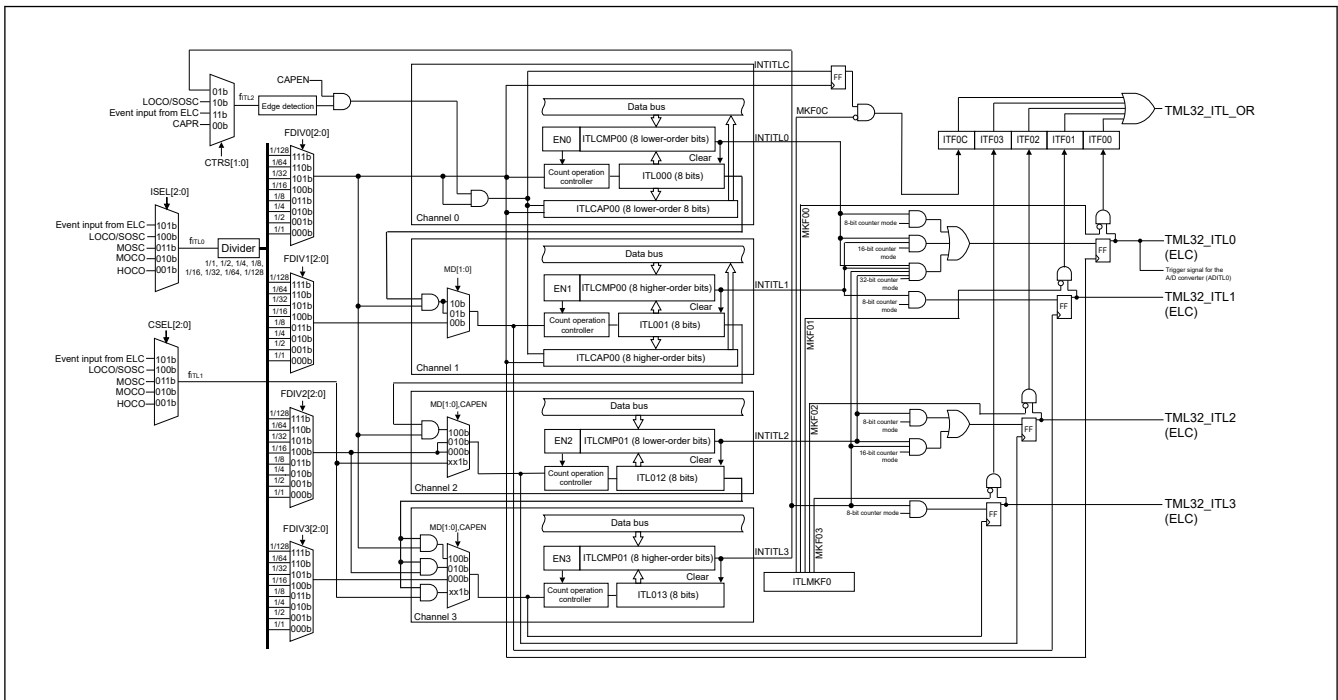 CAPEN
01b
LOCO/SOSC
10b
Event input from ELC
11b
CAPR
00b
fITL2
Edge detection
CTRS[1:0]
ISEL[2:0]
Event input from ELC
101b
LOCO/SOSC
100b
MOSC
011b
MOCO
010b
HOCO
001b
fITL0
Divider
1/1, 1/2, 1/4, 1/8,
1/16, 1/32, 1/64, 1/128
CSEL[2:0]
Event input from ELC
101b
LOCO/SOSC
100b
MOSC
011b
MOCO
010b
HOCO
001b
fITL1
FDIV0[2:0]
1/128
111b
1/64
110b
1/32
101b
1/16
100b
1/8
011b
1/4
010b
1/2
001b
1/1
000b
FDIV1[2:0]
1/128
111b
1/64
110b
1/32
101b
1/16
100b
1/8
011b
1/4
010b
1/2
001b
1/1
000b
FDIV2[2:0]
1/128
111b
1/64
110b
1/32
101b
1/16
100b
1/8
011b
1/4
010b
1/2
001b
1/1
000b
FDIV3[2:0]
1/128
111b
1/64
110b
1/32
101b
1/16
100b
1/8
011b
1/4
010b
1/2
001b
1/1
000b
Data bus
EN0
ITLCMP00 (8 lower-order bits)
Clear
Count operation
controller
ITL000 (8 bits)
ITLCAP00 (8 lower-order 8 bits)
Channel 0
MD[1:0]
10b
01b
00b
Data bus
EN1
ITLCMP00 (8 higher-order bits)
Clear
Count operation
controller
ITL001 (8 bits)
ITLCAP00 (8 higher-order bits)
Channel 1
MD[1:0],CAPEN
100b
010b
000b
xx1b
Data bus
EN2
ITLCMP01 (8 lower-order bits)
Clear
Count operation
controller
ITL012 (8 bits)
Channel 2
MD[1:0],CAPEN
100b
010b
000b
xx1b
Data bus
EN3
ITLCMP01 (8 higher-order bits)
Clear
Count operation
controller
ITL013 (8 bits)
Channel 3
INTITLC
INTITL0
INTITL1
INTITL2
INTITL3
FF
MKF0C
MKF00
MKF01
MKF02
MKF03
ITLMKF0
8-bit counter
mode
16-bit counter
mode
32-bit counter
mode
8-bit counter
mode
8-bit counter
mode
16-bit counter
mode
8-bit counter mode
FF
FF
FF
FF
ITF0C
ITF03
ITF02
ITF01
ITF00
TML32_ITL_OR
TML32_ITL0
(ELC)
Trigger signal for the
A/D converter (ADITL0)
TML32_ITL1
(ELC)
TML32_ITL2
(ELC)
TML32_ITL3
(ELC)